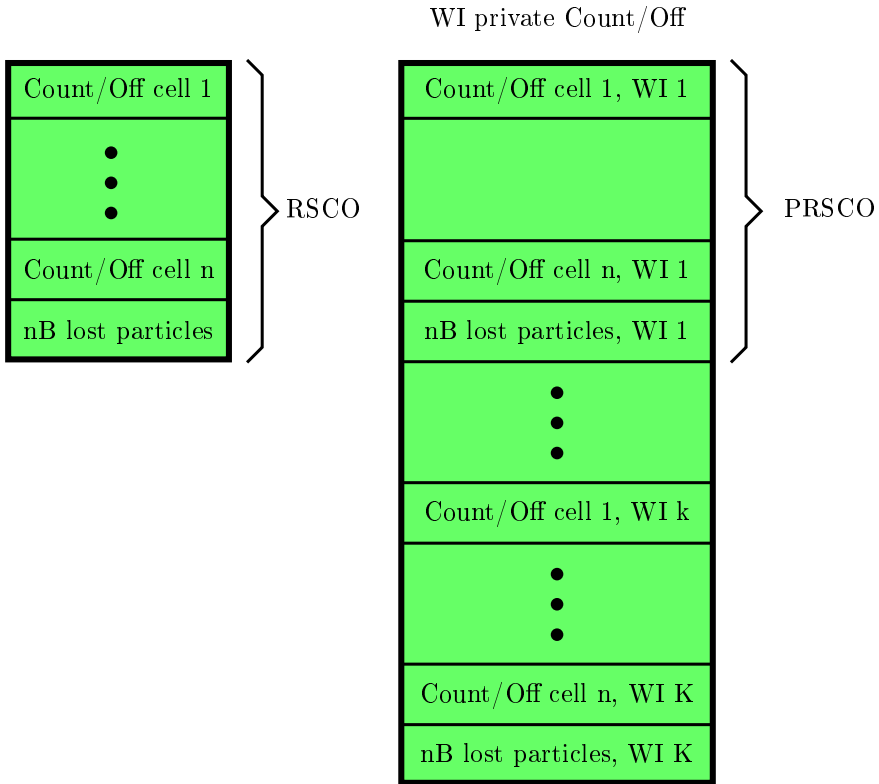 WI private Count/Off
Count/Off cell 1
Count/Off cell n
nB lost particles
RSCO
Count/Off cell 1, WI 1
Count/Off cell n, WI 1
nB lost particles, WI 1
PRSCO
Count/Off cell 1, WI k
Count/Off cell n, WI K
nB lost particles, WI K